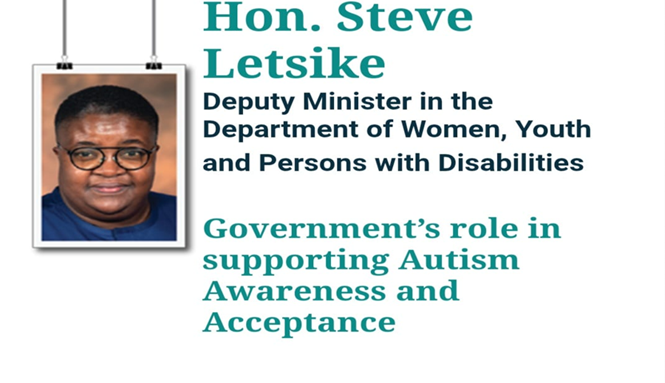 Hon. Steve
Letsike
Deputy Minister in the
Department of Women, Youth
and Persons with Disabilities
Government’s role in
supporting Autism
Awareness and
Acceptance